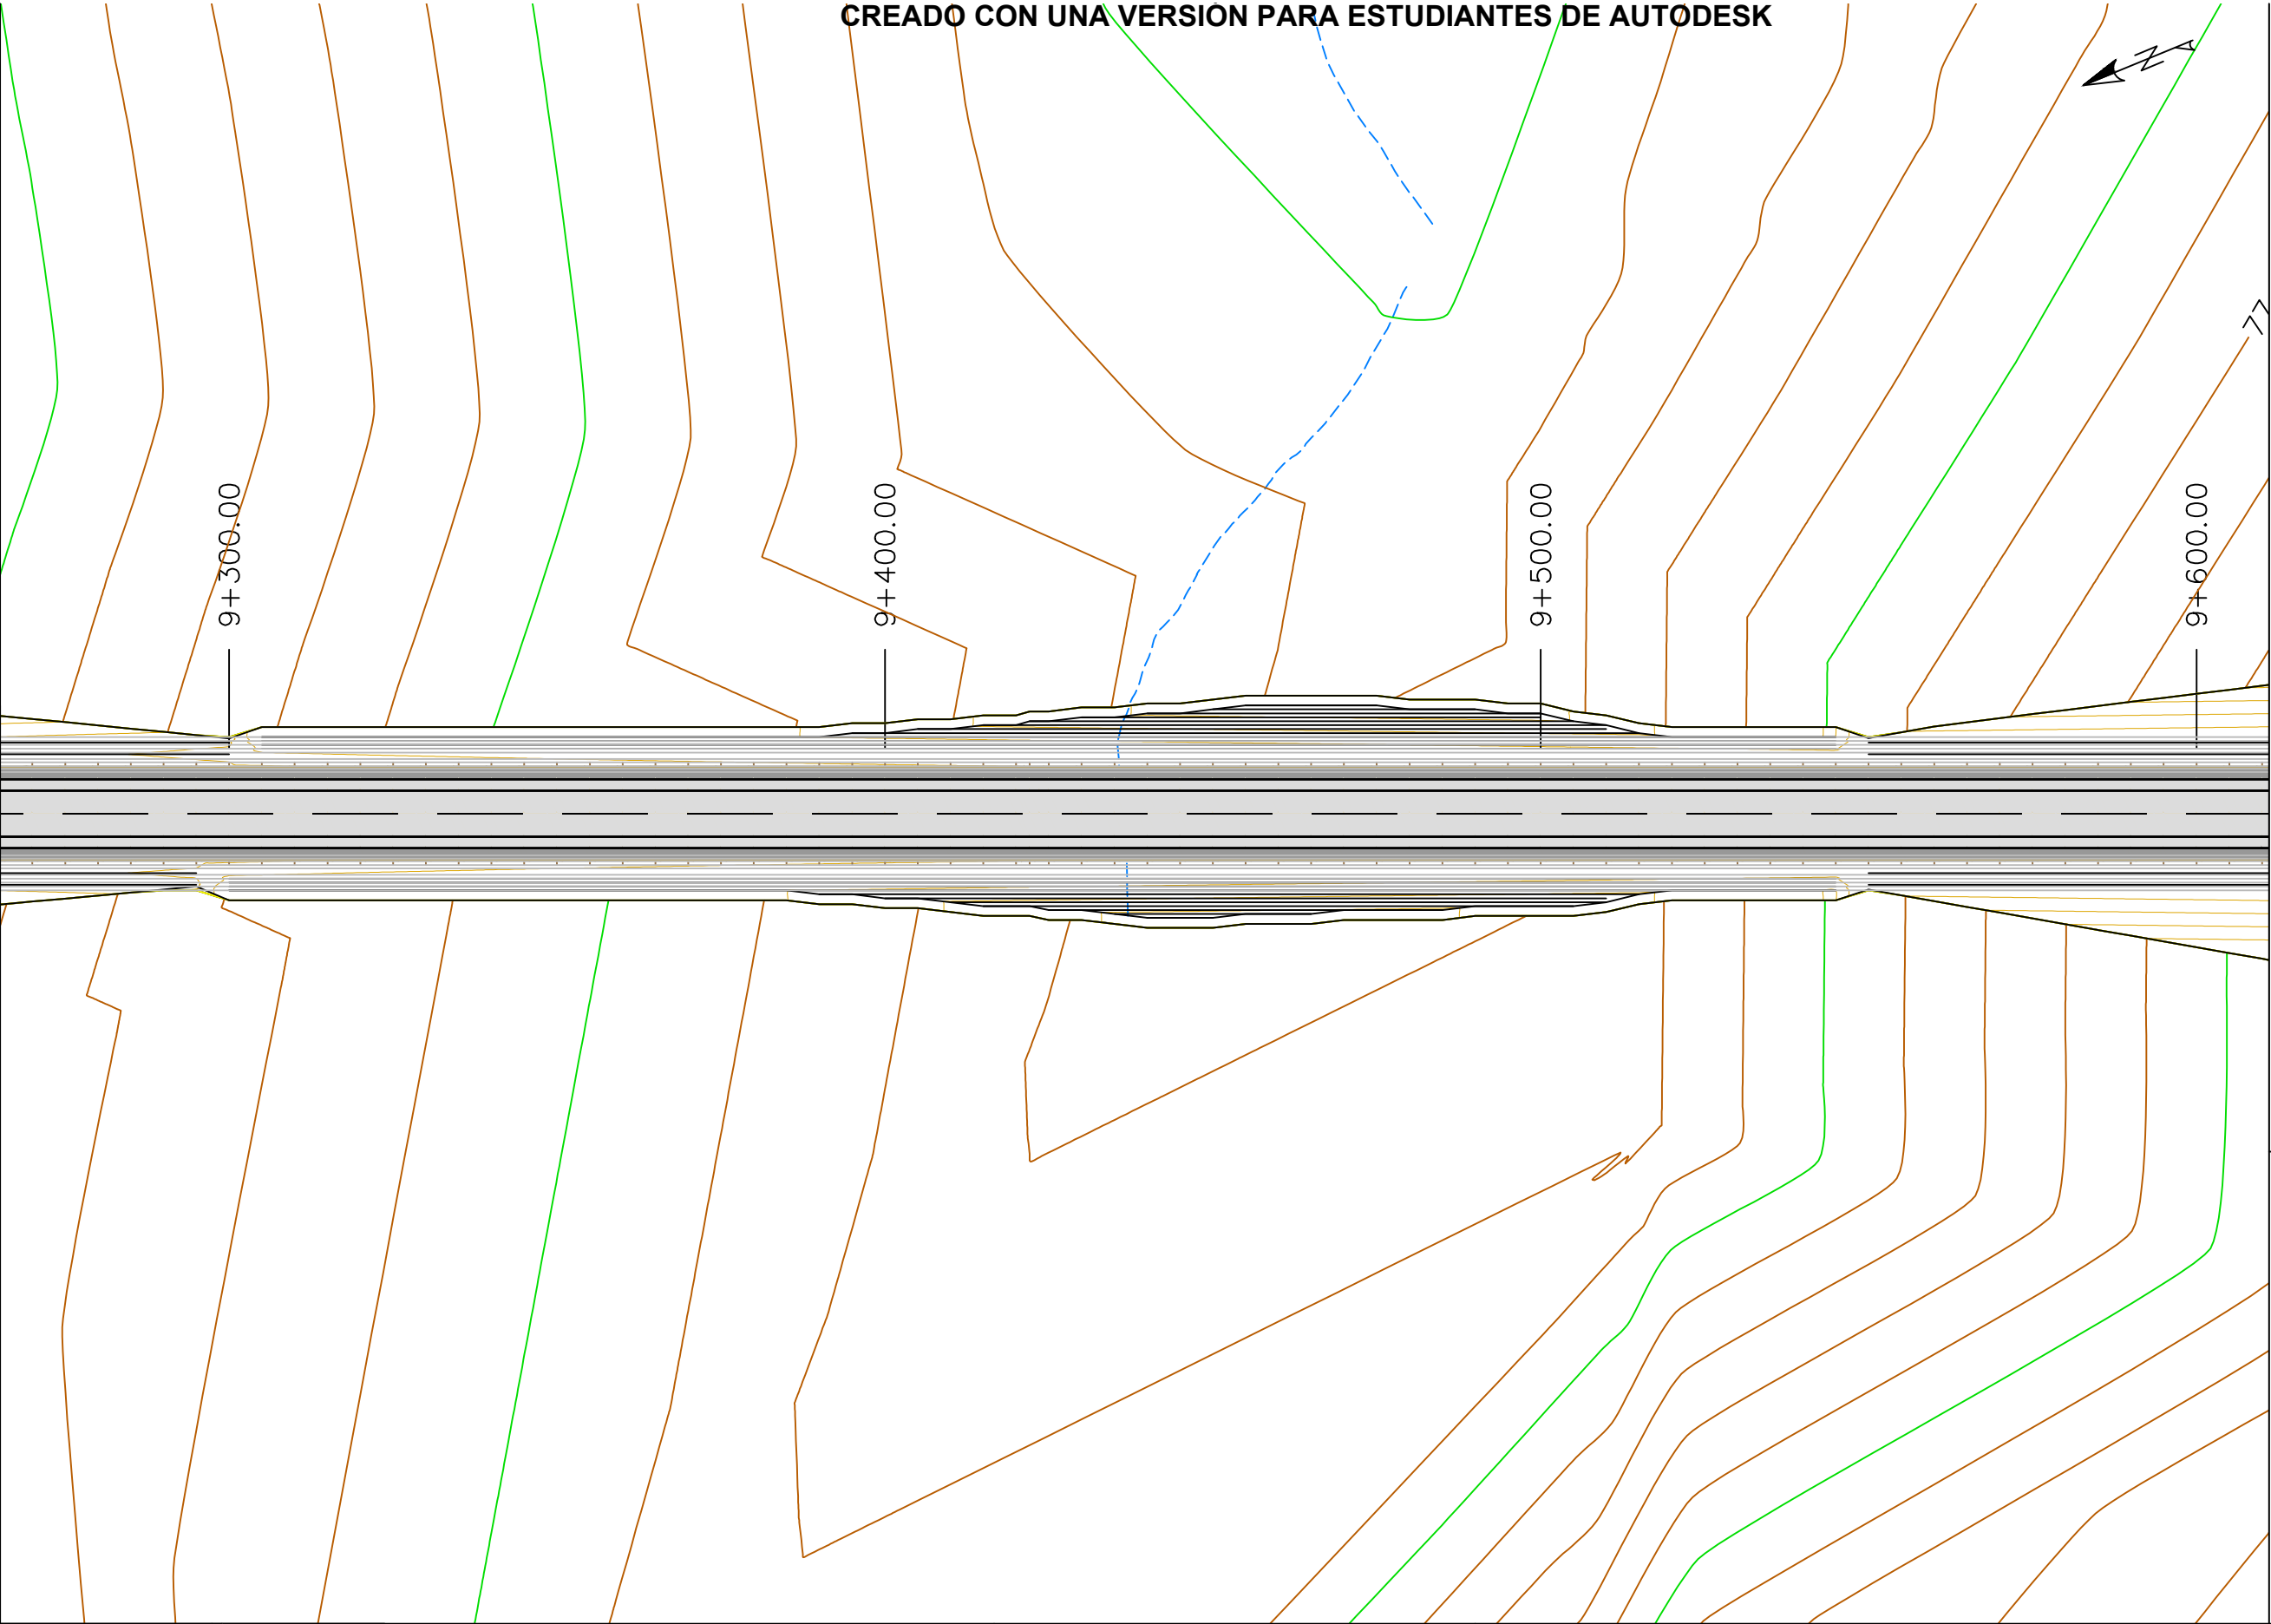 CREADO CON UNA VERSIÓN PARA ESTUDIANTES DE AUTODESK
N
9+300.00
9+400.00
9+500.00
9+600.00